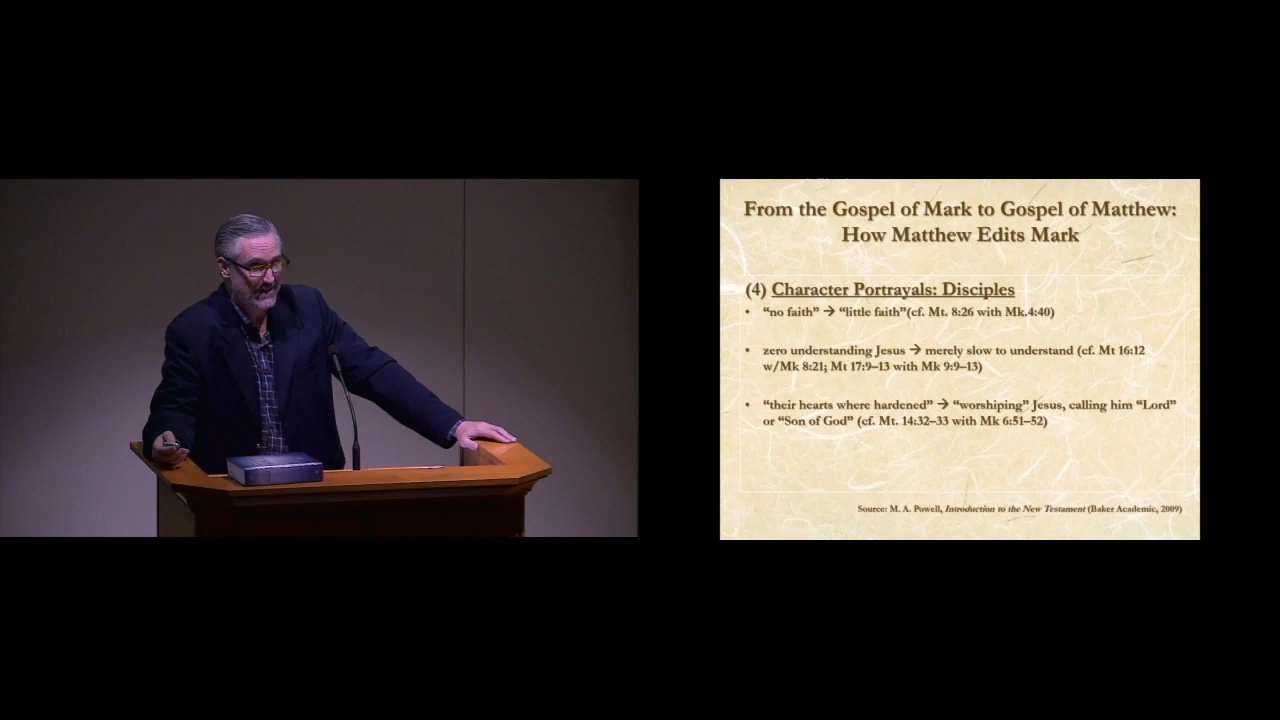 From the Gospel of Mark to Gospel of Matthew:
How Matthew Edits Mark
(4) Character Portrayals: Disciples
• “no faith” → “little faith”(cf. Mt. 8:26 with Mk.4:40)
• zero understanding Jesus → merely slow to understand (cf. Mt 16:12
w/Mk 8:21; Mt 17:9–13 with Mk 9:9–13)
• “their hearts where hardened” → “worshiping” Jesus, calling him “Lord”
or “Son of God” (cf. Mt. 14:32–33 with Mk 6:51–52)
Source: M. A. Powell, Introduction to the New Testament (Baker Academic, 2009)